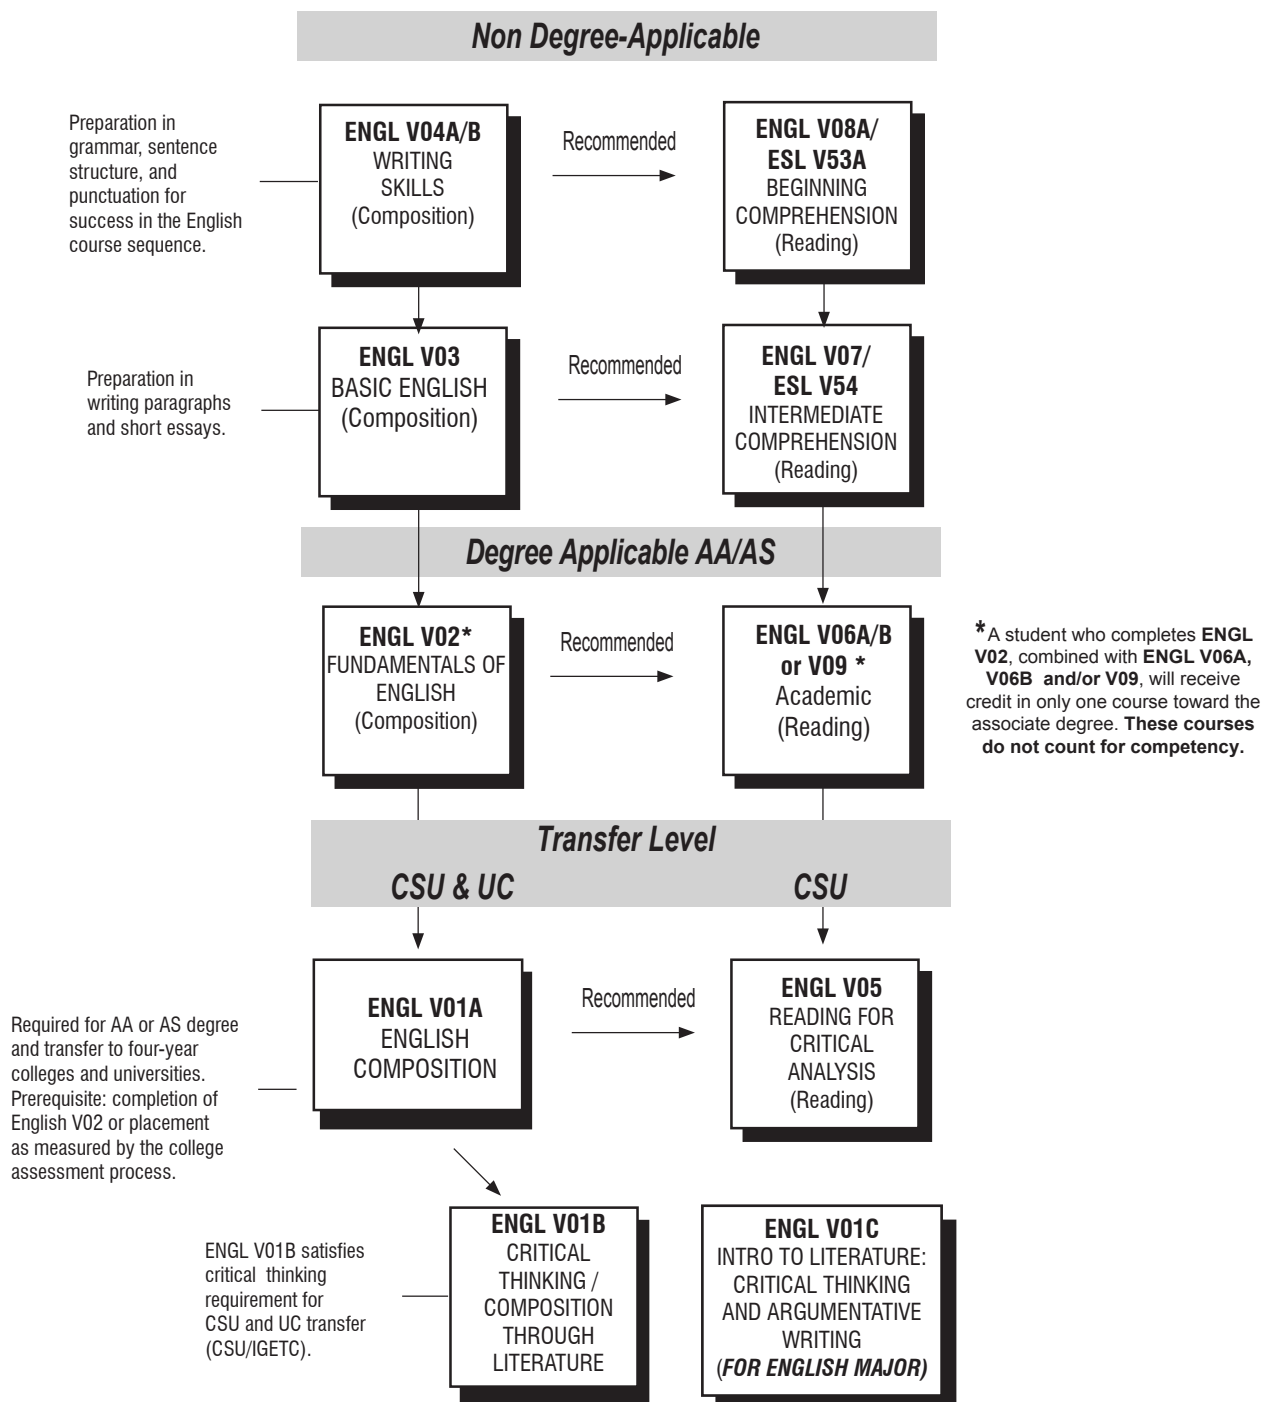 Non Degree-Applicable
Preparation in
grammar, sentence
structure, and
punctuation for
success in the English
course sequence.
ENGL V04A/B
WRITING
SKILLS
(Composition)
Recommended
ENGL V08A/
ESL V53A
BEGINNING
COMPREHENSION
(Reading)
Preparation in
writing paragraphs
and short essays.
ENGL V03
BASIC ENGLISH
(Composition)
Recommended
ENGL V07/
ESL V54
INTERMEDIATE
COMPREHENSION
(Reading)
Degree Applicable AA/AS
ENGL V02*
FUNDAMENTALS OF
ENGLISH
(Composition)
Recommended
ENGL V06A/B
or V09 *
Academic
(Reading)
*A student who completes ENGL
V02, combined with ENGL V06A,
V06B and/or V09, will receive
credit in only one course toward the
associate degree. These courses
do not count for competency.
Transfer Level
CSU & UC
CSU
Required for AA or AS degree
and transfer to four-year
colleges and universities.
Prerequisite: completion of
English V02 or placement
as measured by the college
assessment process.
ENGL V01A
ENGLISH
COMPOSITION
Recommended
ENGL V05
READING FOR
CRITICAL
ANALYSIS
(Reading)
ENGL V01B satisfies
critical thinking
requirement for
CSU and UC transfer
(CSU/IGETC).
ENGL V01B
CRITICAL
THINKING /
COMPOSITION
THROUGH
LITERATURE
ENGL V01C
INTRO TO LITERATURE:
CRITICAL THINKING
AND ARGUMENTATIVE
WRITING
(FOR ENGLISH MAJOR)